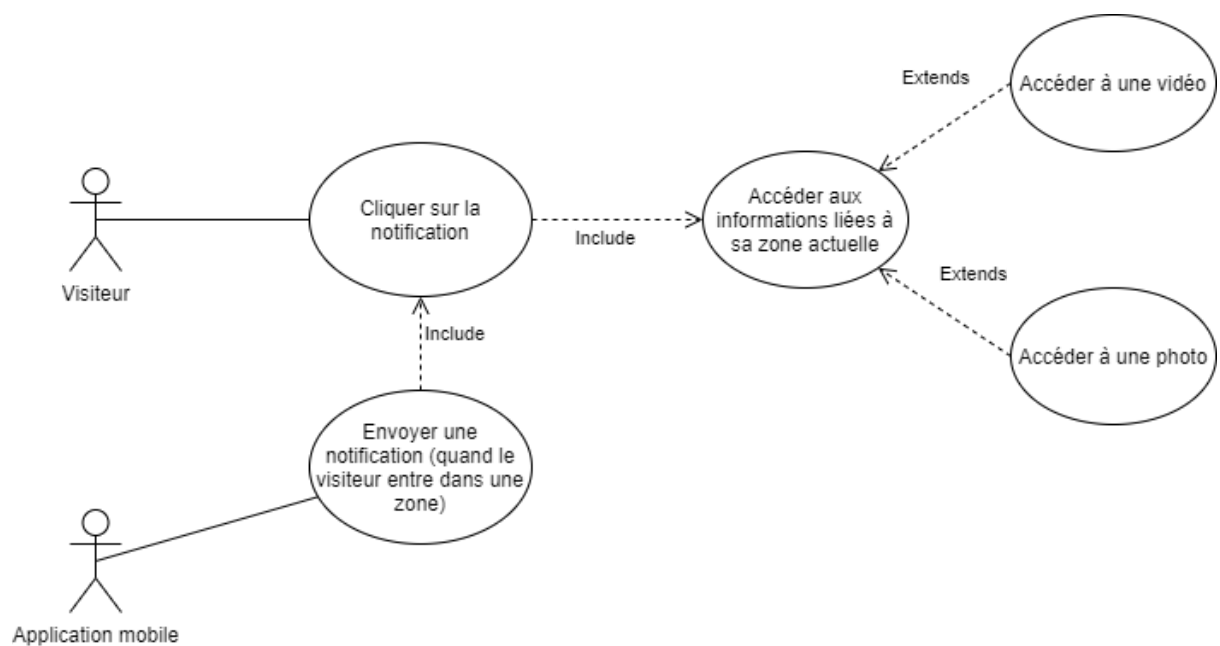 Extends
Accéder à une vidéo
Cliquer sur la
notification
Accéder aux
informations liées à
sa zone actuelle
Include
Visiteur
Extends
Include
Accéder à une photo
Envoyer une
notification (quand le
visiteur entre dans une
zone)
Application mobile